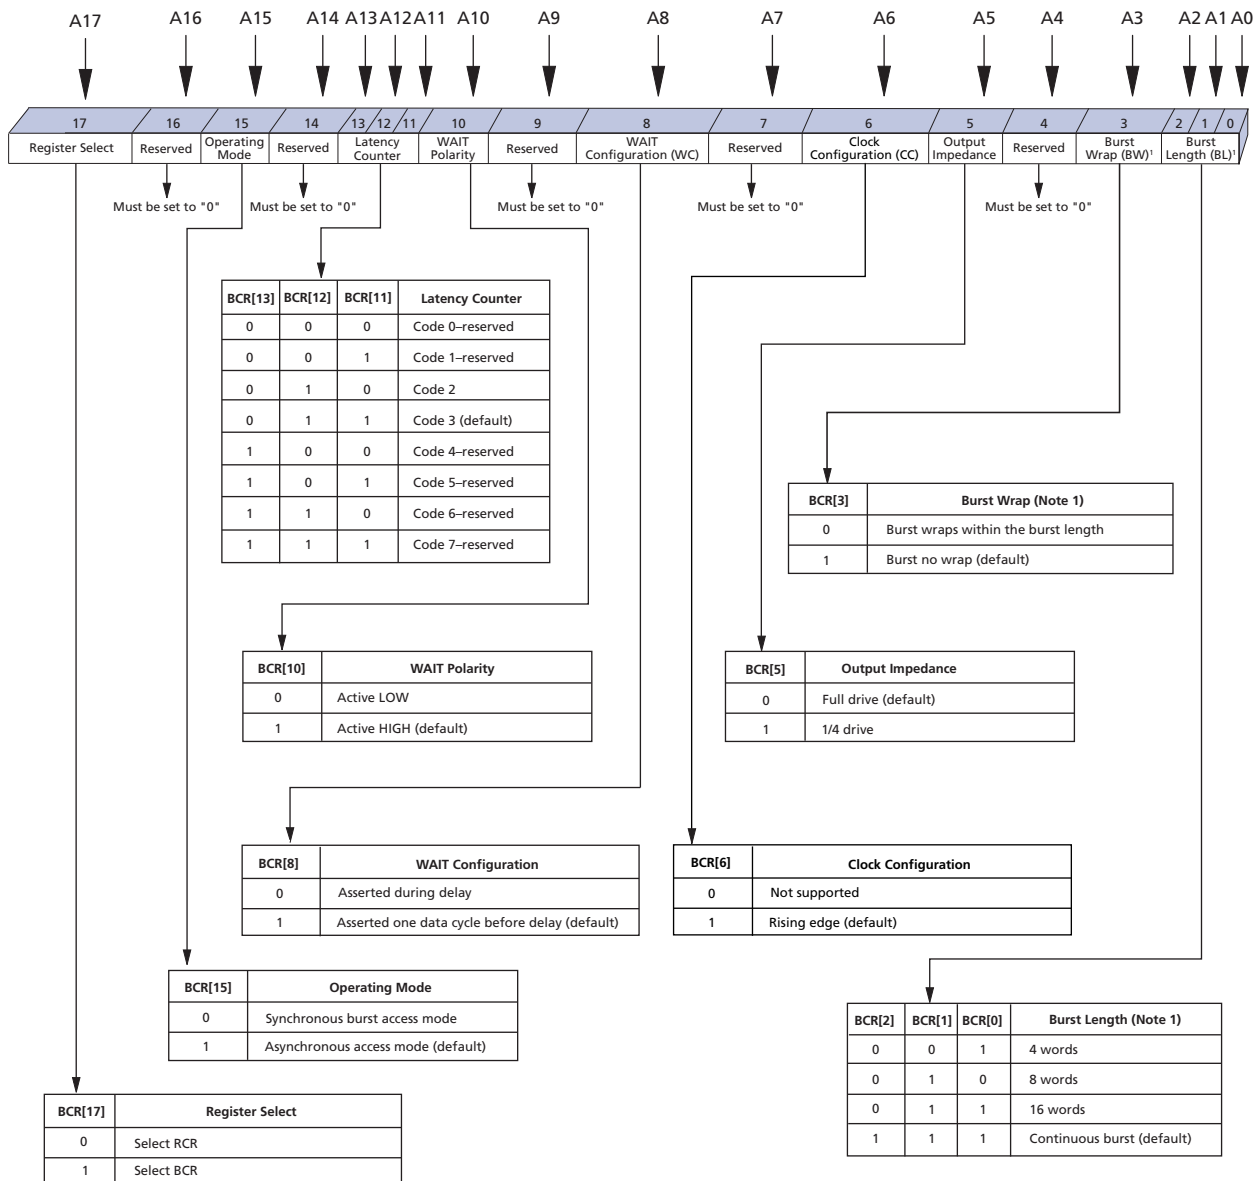 A17 A16 A15 A14 A13 A12 A11 A10 A9 A8 A7 A6 A5 A4 A3 A2 A1 A0
17 16 15 14 13 12 11 10 9 8 7 6 5 4 3 2 1 0
Register Select
Reserved
Operating
Mode
Reserved
Latency
Counter
WAIT
Polarity
Reserved
WAIT
Configuration (WC)
Reserved
Clock
Configuration (CC)
Output
Impedance
Reserved
Burst
Wrap (BW)¹
Burst
Length (BL)¹
Must be set to "0"
Must be set to "0"
Must be set to "0"
Must be set to "0"
Must be set to "0"
BCR[13] BCR[12] BCR[11] Latency Counter
0 0 0 Code 0–reserved
0 0 1 Code 1–reserved
0 1 0 Code 2
0 1 1 Code 3 (default)
1 0 0 Code 4–reserved
1 0 1 Code 5–reserved
1 1 0 Code 6–reserved
1 1 1 Code 7–reserved
BCR[3] Burst Wrap (Note 1)
0 Burst wraps within the burst length
1 Burst no wrap (default)
BCR[10] WAIT Polarity
0 Active LOW
1 Active HIGH (default)
BCR[5] Output Impedance
0 Full drive (default)
1 1/4 drive
BCR[8] WAIT Configuration
0 Asserted during delay
1 Asserted one data cycle before delay (default)
BCR[6] Clock Configuration
0 Not supported
1 Rising edge (default)
BCR[15] Operating Mode
0 Synchronous burst access mode
1 Asynchronous access mode (default)
BCR[2] BCR[1] BCR[0] Burst Length (Note 1)
0 0 1 4 words
0 1 0 8 words
0 1 1 16 words
1 1 1 Continuous burst (default)
BCR[17] Register Select
0 Select RCR
1 Select BCR